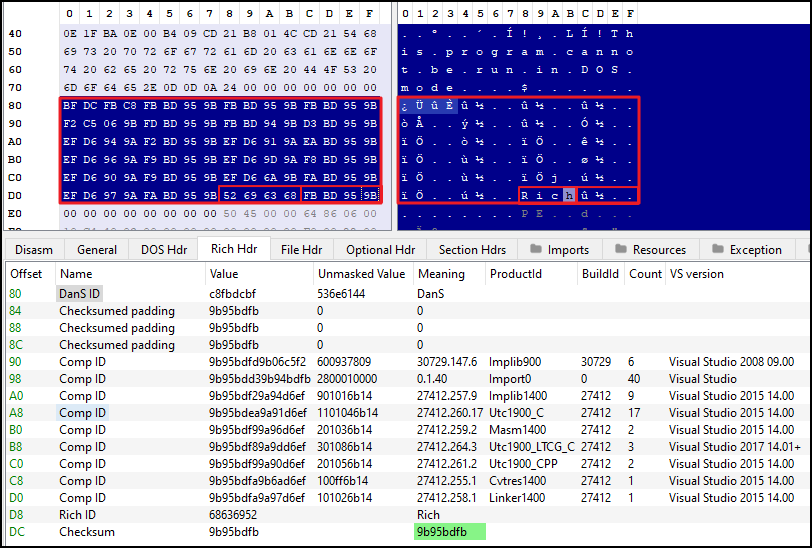 0 1 2 3 4 5 6 7 8 9 A B C D E F 0 1 2 3 4 5 6 7 8 9 A B C D E F
40 0E 1F BA 0E 00 B4 09 CD 21 B8 01 4C CD 21 54 68 . . º . . ´ . Í ! ¸ . L Í ! T h
50 69 73 20 70 72 6F 67 72 61 6D 20 63 61 6E 6E 6F i s . p r o g r a m . c a n n o
60 74 20 62 65 20 72 75 6E 20 69 6E 20 44 4F 53 20 t . b e . r u n . i n . D O S .
70 6D 6F 64 65 2E 0D 0D 0A 24 00 00 00 00 00 00 00 m o d e . . . . $ . . . . . . .
80 BF DC FB C8 FB BD 95 9B FB BD 95 9B FB BD 95 9B ¿ Ü û È û ½ . . û ½ . . û ½ . .
90 F2 C5 06 9B FD BD 95 9B FB BD 94 9B D3 BD 95 9B ò Å . . ý ½ . . û ½ . . Ó ½ . .
A0 EF D6 94 9A F2 BD 95 9B EF D6 91 9A EA BD 95 9B ï Ö . . ò ½ . . ï Ö . . ê ½ . .
B0 EF D6 96 9A F9 BD 95 9B EF D6 9D 9A F8 BD 95 9B ï Ö . . ù ½ . . ï Ö . . ø ½ . .
C0 EF D6 90 9A F9 BD 95 9B EF D6 6A 9B FA BD 95 9B ï Ö . . ù ½ . . ï Ö j . ú ½ . .
D0 EF D6 97 9A FA BD 95 9B 52 69 63 68 FB BD 95 9B ï Ö . . ú ½ . . R i c h û ½ . .
E0 00 00 00 00 00 00 00 00 50 45 00 00 64 86 06 00 . . . . . . . . P E . . d . . .
Disasm General DOS Hdr Rich Hdr File Hdr Optional Hdr Section Hdrs Imports Resources Exception
Offset Name Value Unmasked Value Meaning ProductId BuildId Count VS version
80 DanS ID c8fbdcbf 536e6144 DanS
84 Checksumed padding 9b95bdfb 0 0
88 Checksumed padding 9b95bdfb 0 0
8C Checksumed padding 9b95bdfb 0 0
90 Comp ID 9b95bdfd9b06c5f2 600937809 30729.147.6 Implib900 30729 6 Visual Studio 2008 09.00
98 Comp ID 9b95bdd39b94bdfb 2800010000 0.1.40 Import0 0 40 Visual Studio
A0 Comp ID 9b95bdf29a94d6ef 901016b14 27412.257.9 Implib1400 27412 9 Visual Studio 2015 14.00
A8 Comp ID 9b95bdea9a91d6ef 1101046b14 27412.260.17 Utc1900_C 27412 17 Visual Studio 2015 14.00
B0 Comp ID 9b95bdf99a96d6ef 201036b14 27412.259.2 Masm1400 27412 2 Visual Studio 2015 14.00
B8 Comp ID 9b95bdf89a9dd6ef 301086b14 27412.264.3 Utc1900_LTCG_C 27412 3 Visual Studio 2017 14.01+
C0 Comp ID 9b95bdf99a90d6ef 201056b14 27412.261.2 Utc1900_CPP 27412 2 Visual Studio 2015 14.00
C8 Comp ID 9b95bdfa9b6ad6ef 100ff6b14 27412.255.1 Cvtres1400 27412 1 Visual Studio 2015 14.00
D0 Comp ID 9b95bdfa9a97d6ef 101026b14 27412.258.1 Linker1400 27412 1 Visual Studio 2015 14.00
D8 Rich ID 68636952 Rich
DC Checksum 9b95bdfb 9b95bdfb